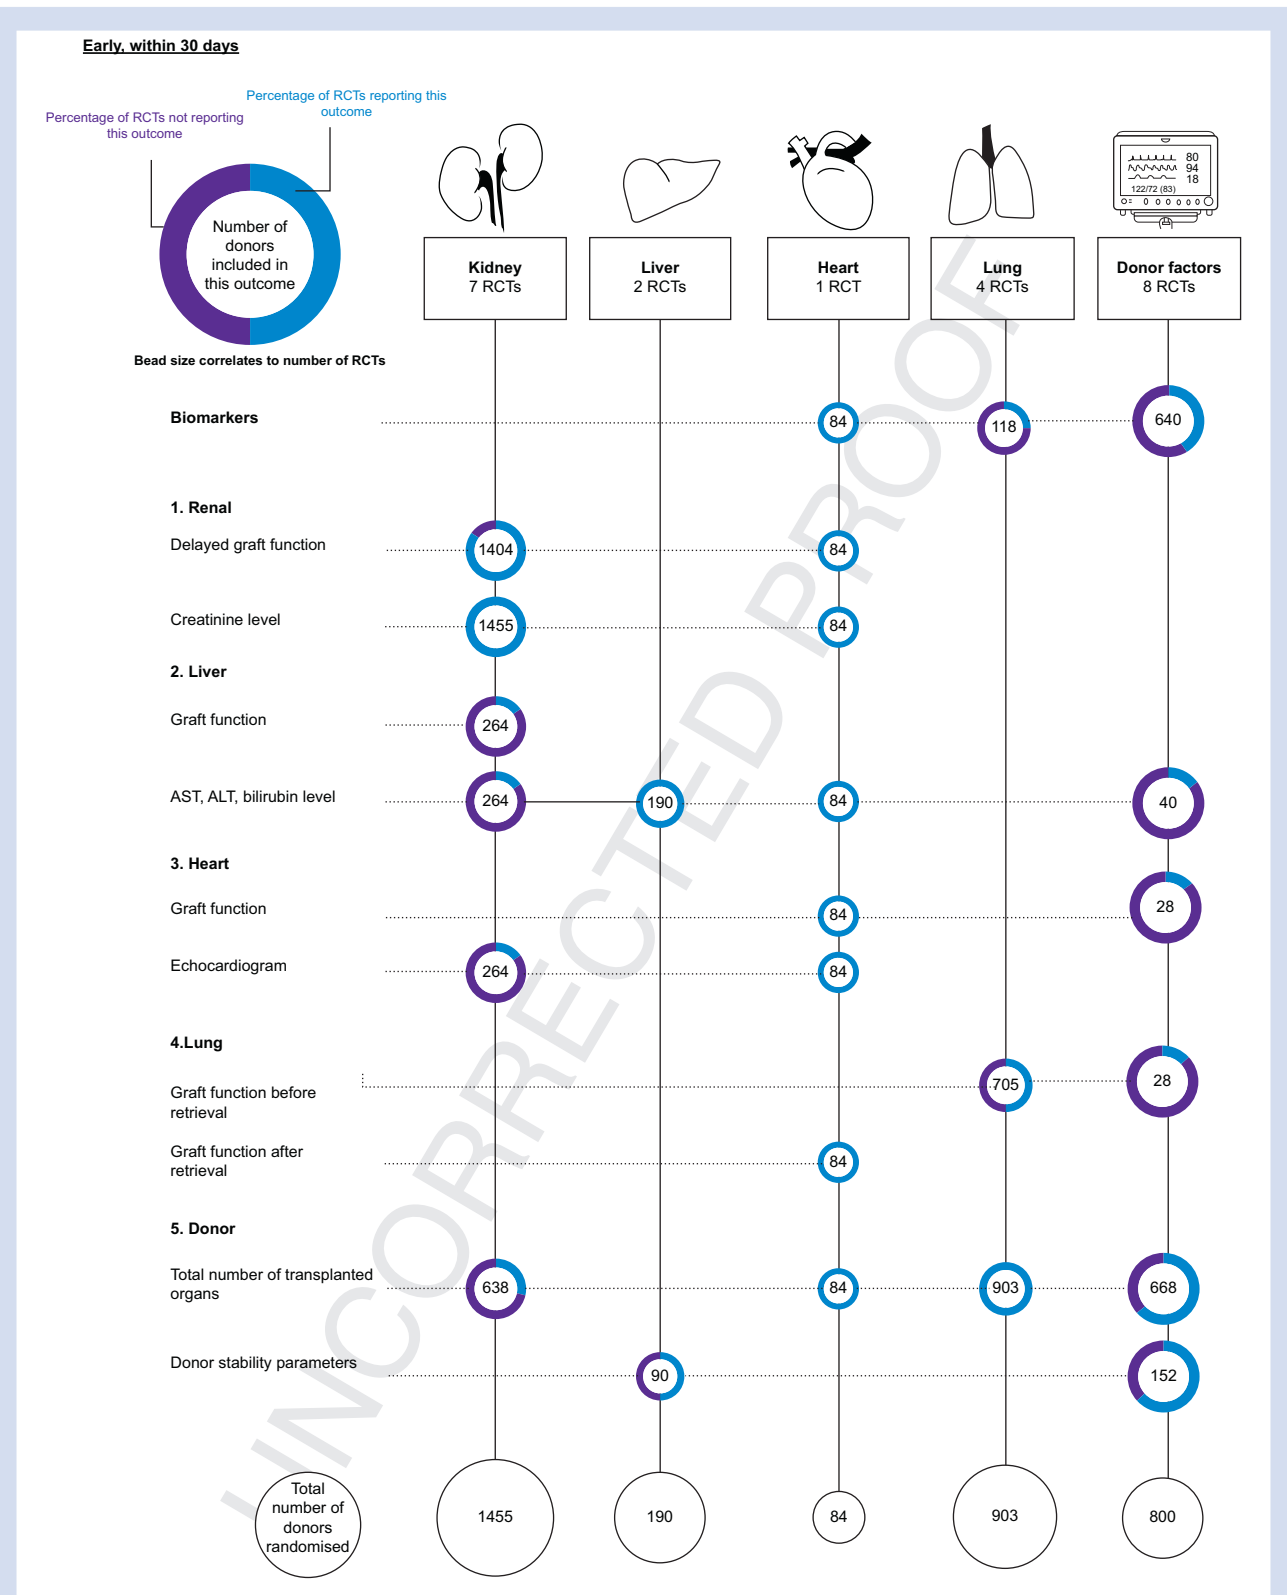 Early, within 30 days
Percentage of RCTs reporting this
outcome
Percentage of RCTs not reporting
this outcome
Number of
donors
included in
this outcome
Bead size correlates to number of RCTs
80
94
18
122/72 (83)
Kidney
7 RCTs
Liver
2 RCTs
Heart
1 RCT
Lung
4 RCTs
Donor factors
8 RCTs
Biomarkers
84
118
640
1. Renal
Delayed graft function
1404
84
Creatinine level
1455
84
2. Liver
Graft function
264
AST, ALT, bilirubin level
264
190
84
40
3. Heart
Graft function
84
28
Echocardiogram
264
84
4.Lung
Graft function before
retrieval
705
28
Graft function after
retrieval
84
5. Donor
Total number of transplanted
organs
638
84
903
668
Donor stability parameters
90
152
Total
number of
donors
randomised
1455
190
84
903
800
UNCORRECTED PROOF